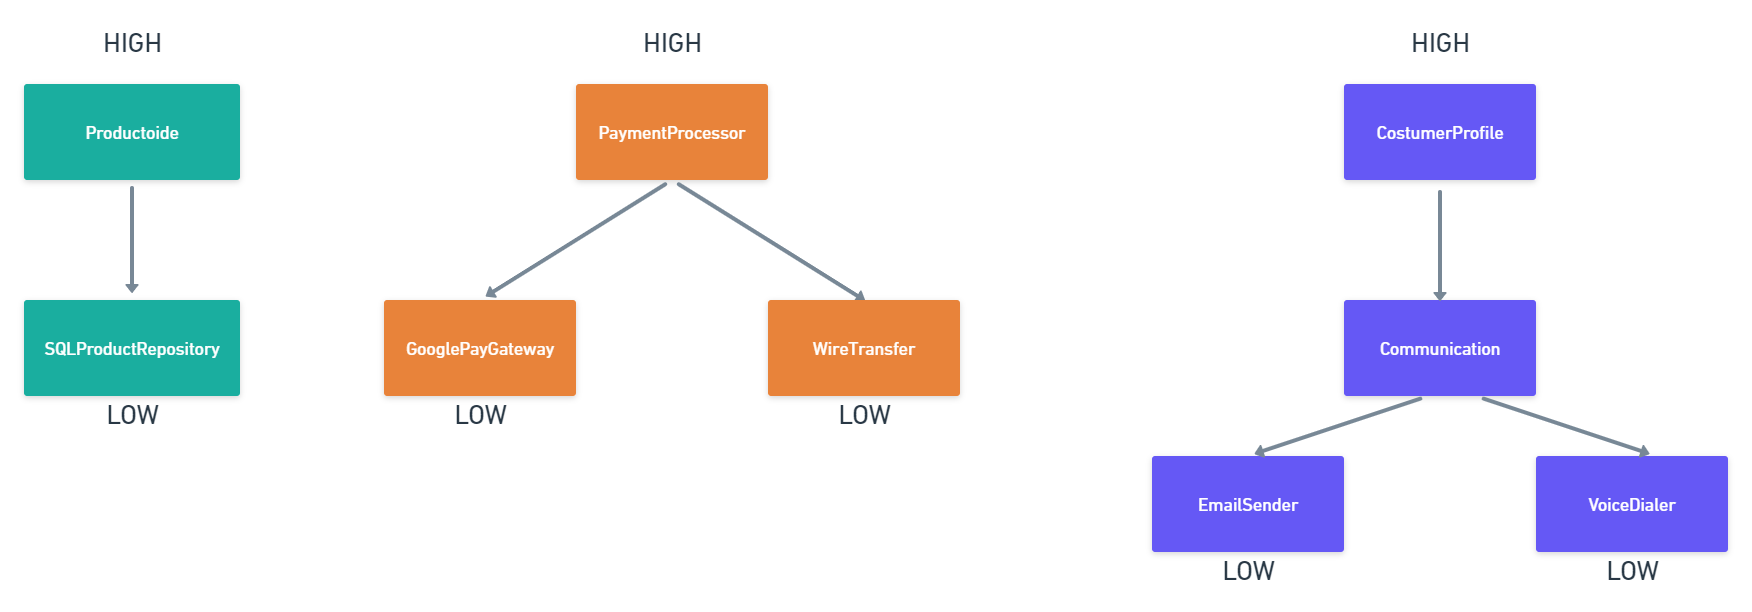 HIGH
HIGH
HIGH
Productoide
PaymentProcessor
CostumerProfile
SQLProductRepository
GooglePayGateway
WireTransfer
Communication
LOW
LOW
LOW
EmailSender
VoiceDialer
LOW
LOW